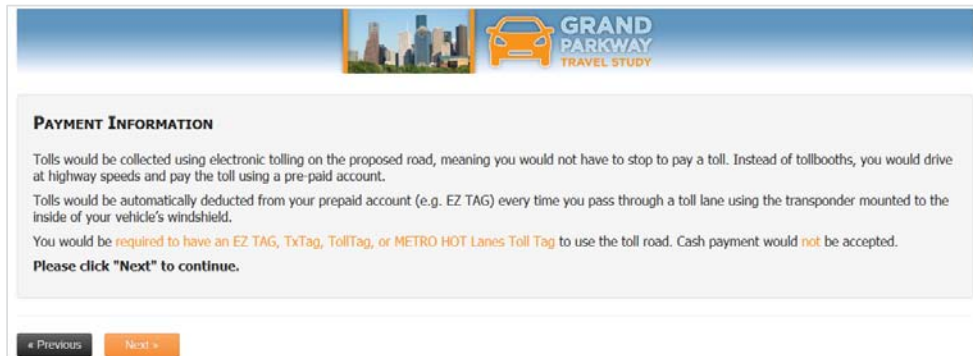 GRAND
PARKWAY
TRAVEL STUDY
PAYMENT INFORMATION
Tolls would be collected using electronic tolling on the proposed road, meaning you would not have to stop to pay a toll. Instead of tollbooths, you would drive
at highway speeds and pay the toll using a pre-paid account.
Tolls would be automatically deducted from your prepaid account (e.g. EZ TAG) every time you pass through a toll lane using the transponder mounted to the
inside of your vehicle's windshield.
You would be required to have an EZ TAG, TxTag, TollTag, or METRO HOT Lanes Toll Tag to use the toll road. Cash payment would not be accepted.
Please click "Next" to continue.
« Previous Next »